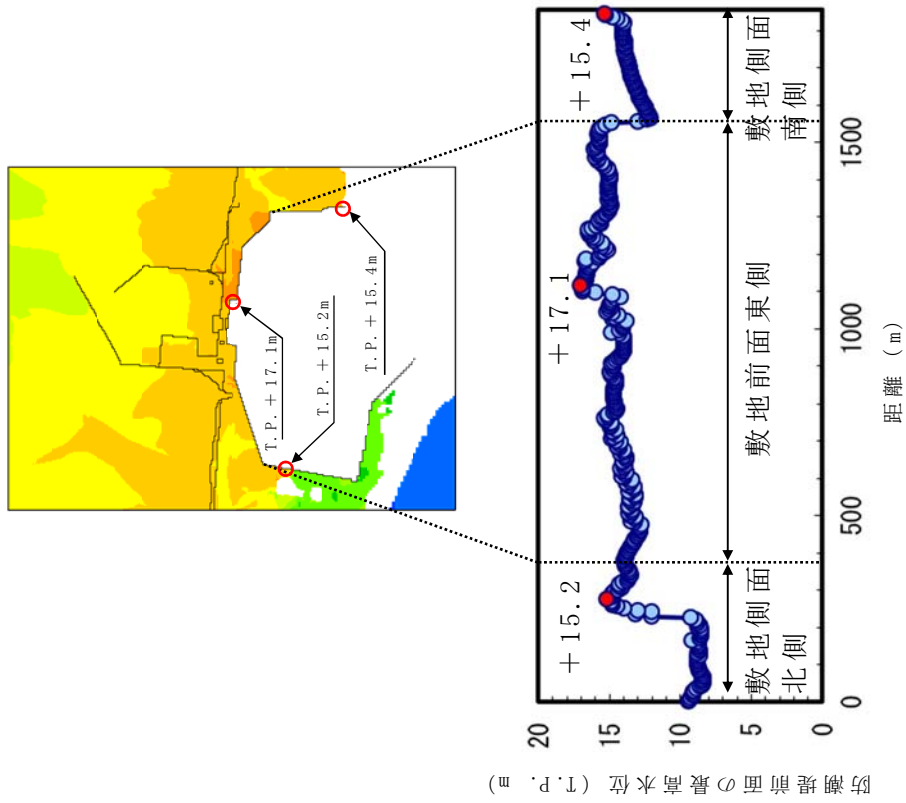 T.P.+17.1m
T.P.+15.2m
T.P.+15.4m
+15.2
+17.1
+15.4
敷地側面
北側
敷地前面東側
敷地側面
南側
20
15
10
5
0
0
500
1000
1500
距離(m)
防潮堤前面の最高水位(T.P. m)